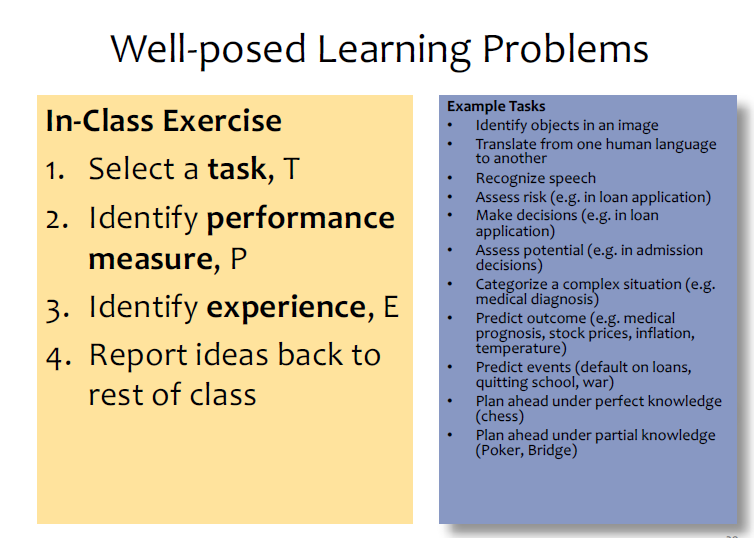 Well-posed Learning Problems
In-Class Exercise
1. Select a task, T
2. Identify performance
measure, P
3. Identify experience, E
4. Report ideas back to
rest of class
Example Tasks
• Identify objects in an image
• Translate from one human language
to another
• Recognize speech
• Assess risk (e.g. in loan application)
• Make decisions (e.g. in loan
application)
• Assess potential (e.g. in admission
decisions)
• Categorize a complex situation (e.g.
medical diagnosis)
• Predict outcome (e.g. medical
prognosis, stock prices, inflation,
temperature)
• Predict events (default on loans,
quitting school, war)
• Plan ahead under perfect knowledge
(chess)
• Plan ahead under partial knowledge
(Poker, Bridge)